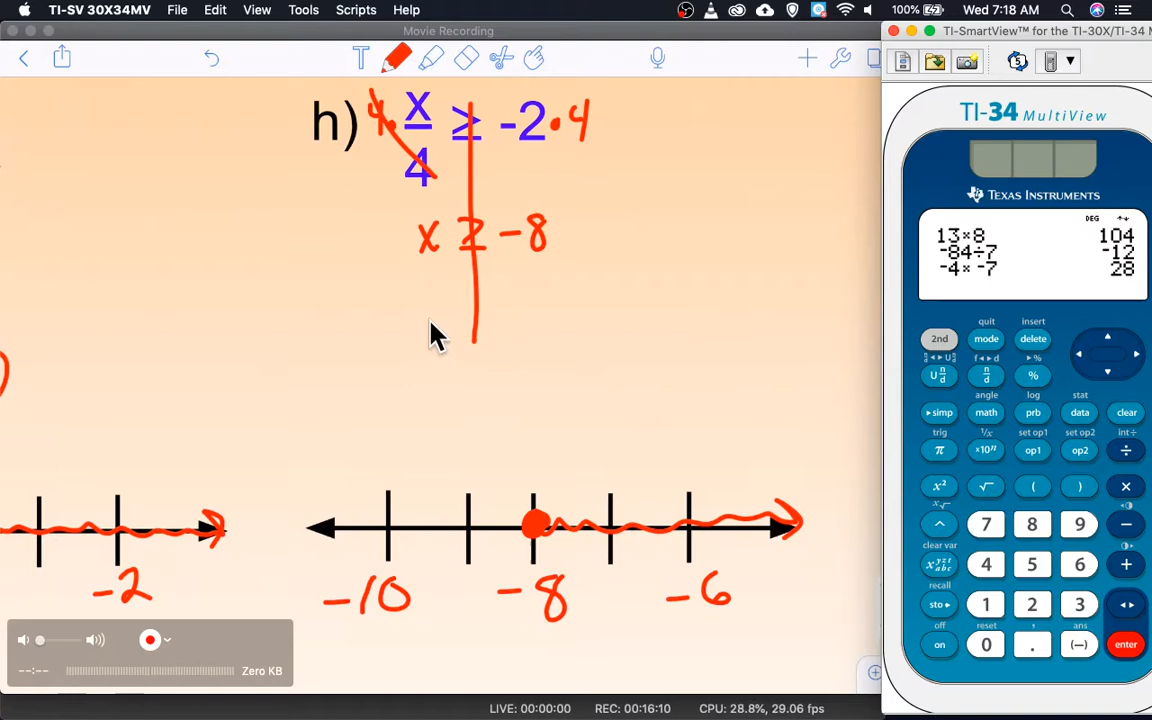 TI-SV 30X34MV File Edit View Tools Scripts Help 100% Wed 7:18 AM
Movie Recording
TI-SmartView™ for the TI-30X/TI-34 M
T
h) 4 • x/4 ≥ -2 • 4
x ≥ -8
-2
-10 -8 -6
--:-- Zero KB
LIVE: 00:00:00 REC: 00:16:10 CPU: 28.8%, 29.06 fps
TI-34 MultiView
TEXAS INSTRUMENTS
DEG
13×8 104
-84÷7 -12
-4× -7 28
quit insert
2nd mode delete
U n/d◄►n/d f◄►d ►%
U n/d n/d %
angle log stat
►simp math prb data clear
trig ¹/x set op1 set op2 int÷
π ×10ⁿ op1 op2 ÷
x² √ ( ) ×
ˣ√
^ 7 8 9 −
clear var
x y z t a b c 4 5 6 +
recall
sto► 1 2 3 ◄►
off reset , ans
on 0 . (−) enter